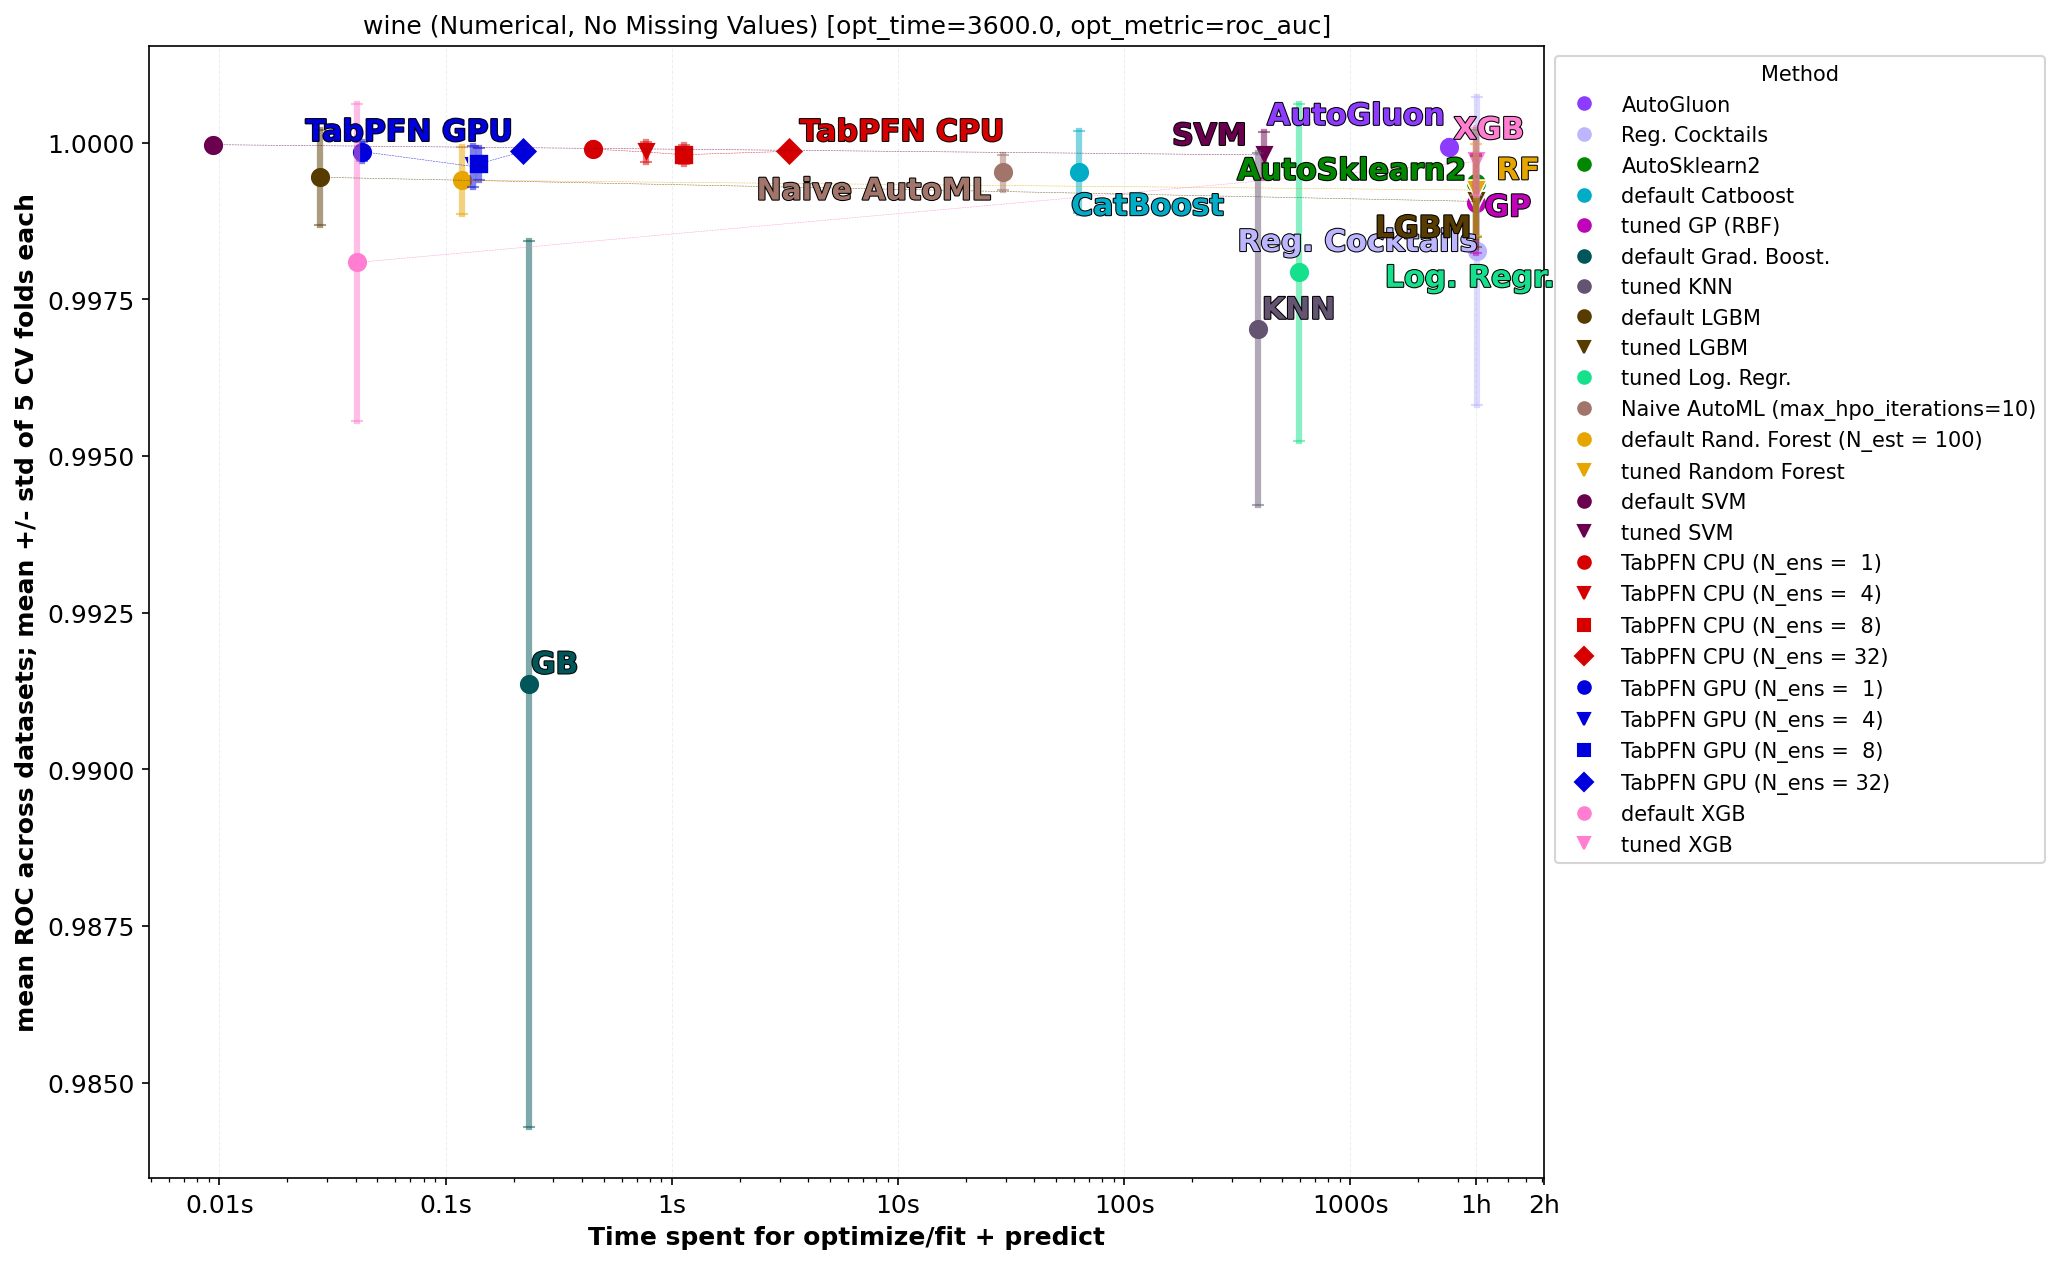 wine (Numerical, No Missing Values) [opt_time=3600.0, opt_metric=roc_auc]
mean ROC across datasets; mean +/- std of 5 CV folds each
1.0000
0.9975
0.9950
0.9925
0.9900
0.9875
0.9850
TabPFN GPU
TabPFN CPU
SVM
AutoGluon
XGB
AutoSklearn2
RF
Naive AutoML
CatBoost
GP
LGBM
Reg. Cocktails
Log. Regr.
KNN
GB
0.01s
0.1s
1s
10s
100s
1000s
1h
2h
Time spent for optimize/fit + predict
Method
AutoGluon
Reg. Cocktails
AutoSklearn2
default Catboost
tuned GP (RBF)
default Grad. Boost.
tuned KNN
default LGBM
tuned LGBM
tuned Log. Regr.
Naive AutoML (max_hpo_iterations=10)
default Rand. Forest (N_est = 100)
tuned Random Forest
default SVM
tuned SVM
TabPFN CPU (N_ens =  1)
TabPFN CPU (N_ens =  4)
TabPFN CPU (N_ens =  8)
TabPFN CPU (N_ens = 32)
TabPFN GPU (N_ens =  1)
TabPFN GPU (N_ens =  4)
TabPFN GPU (N_ens =  8)
TabPFN GPU (N_ens = 32)
default XGB
tuned XGB